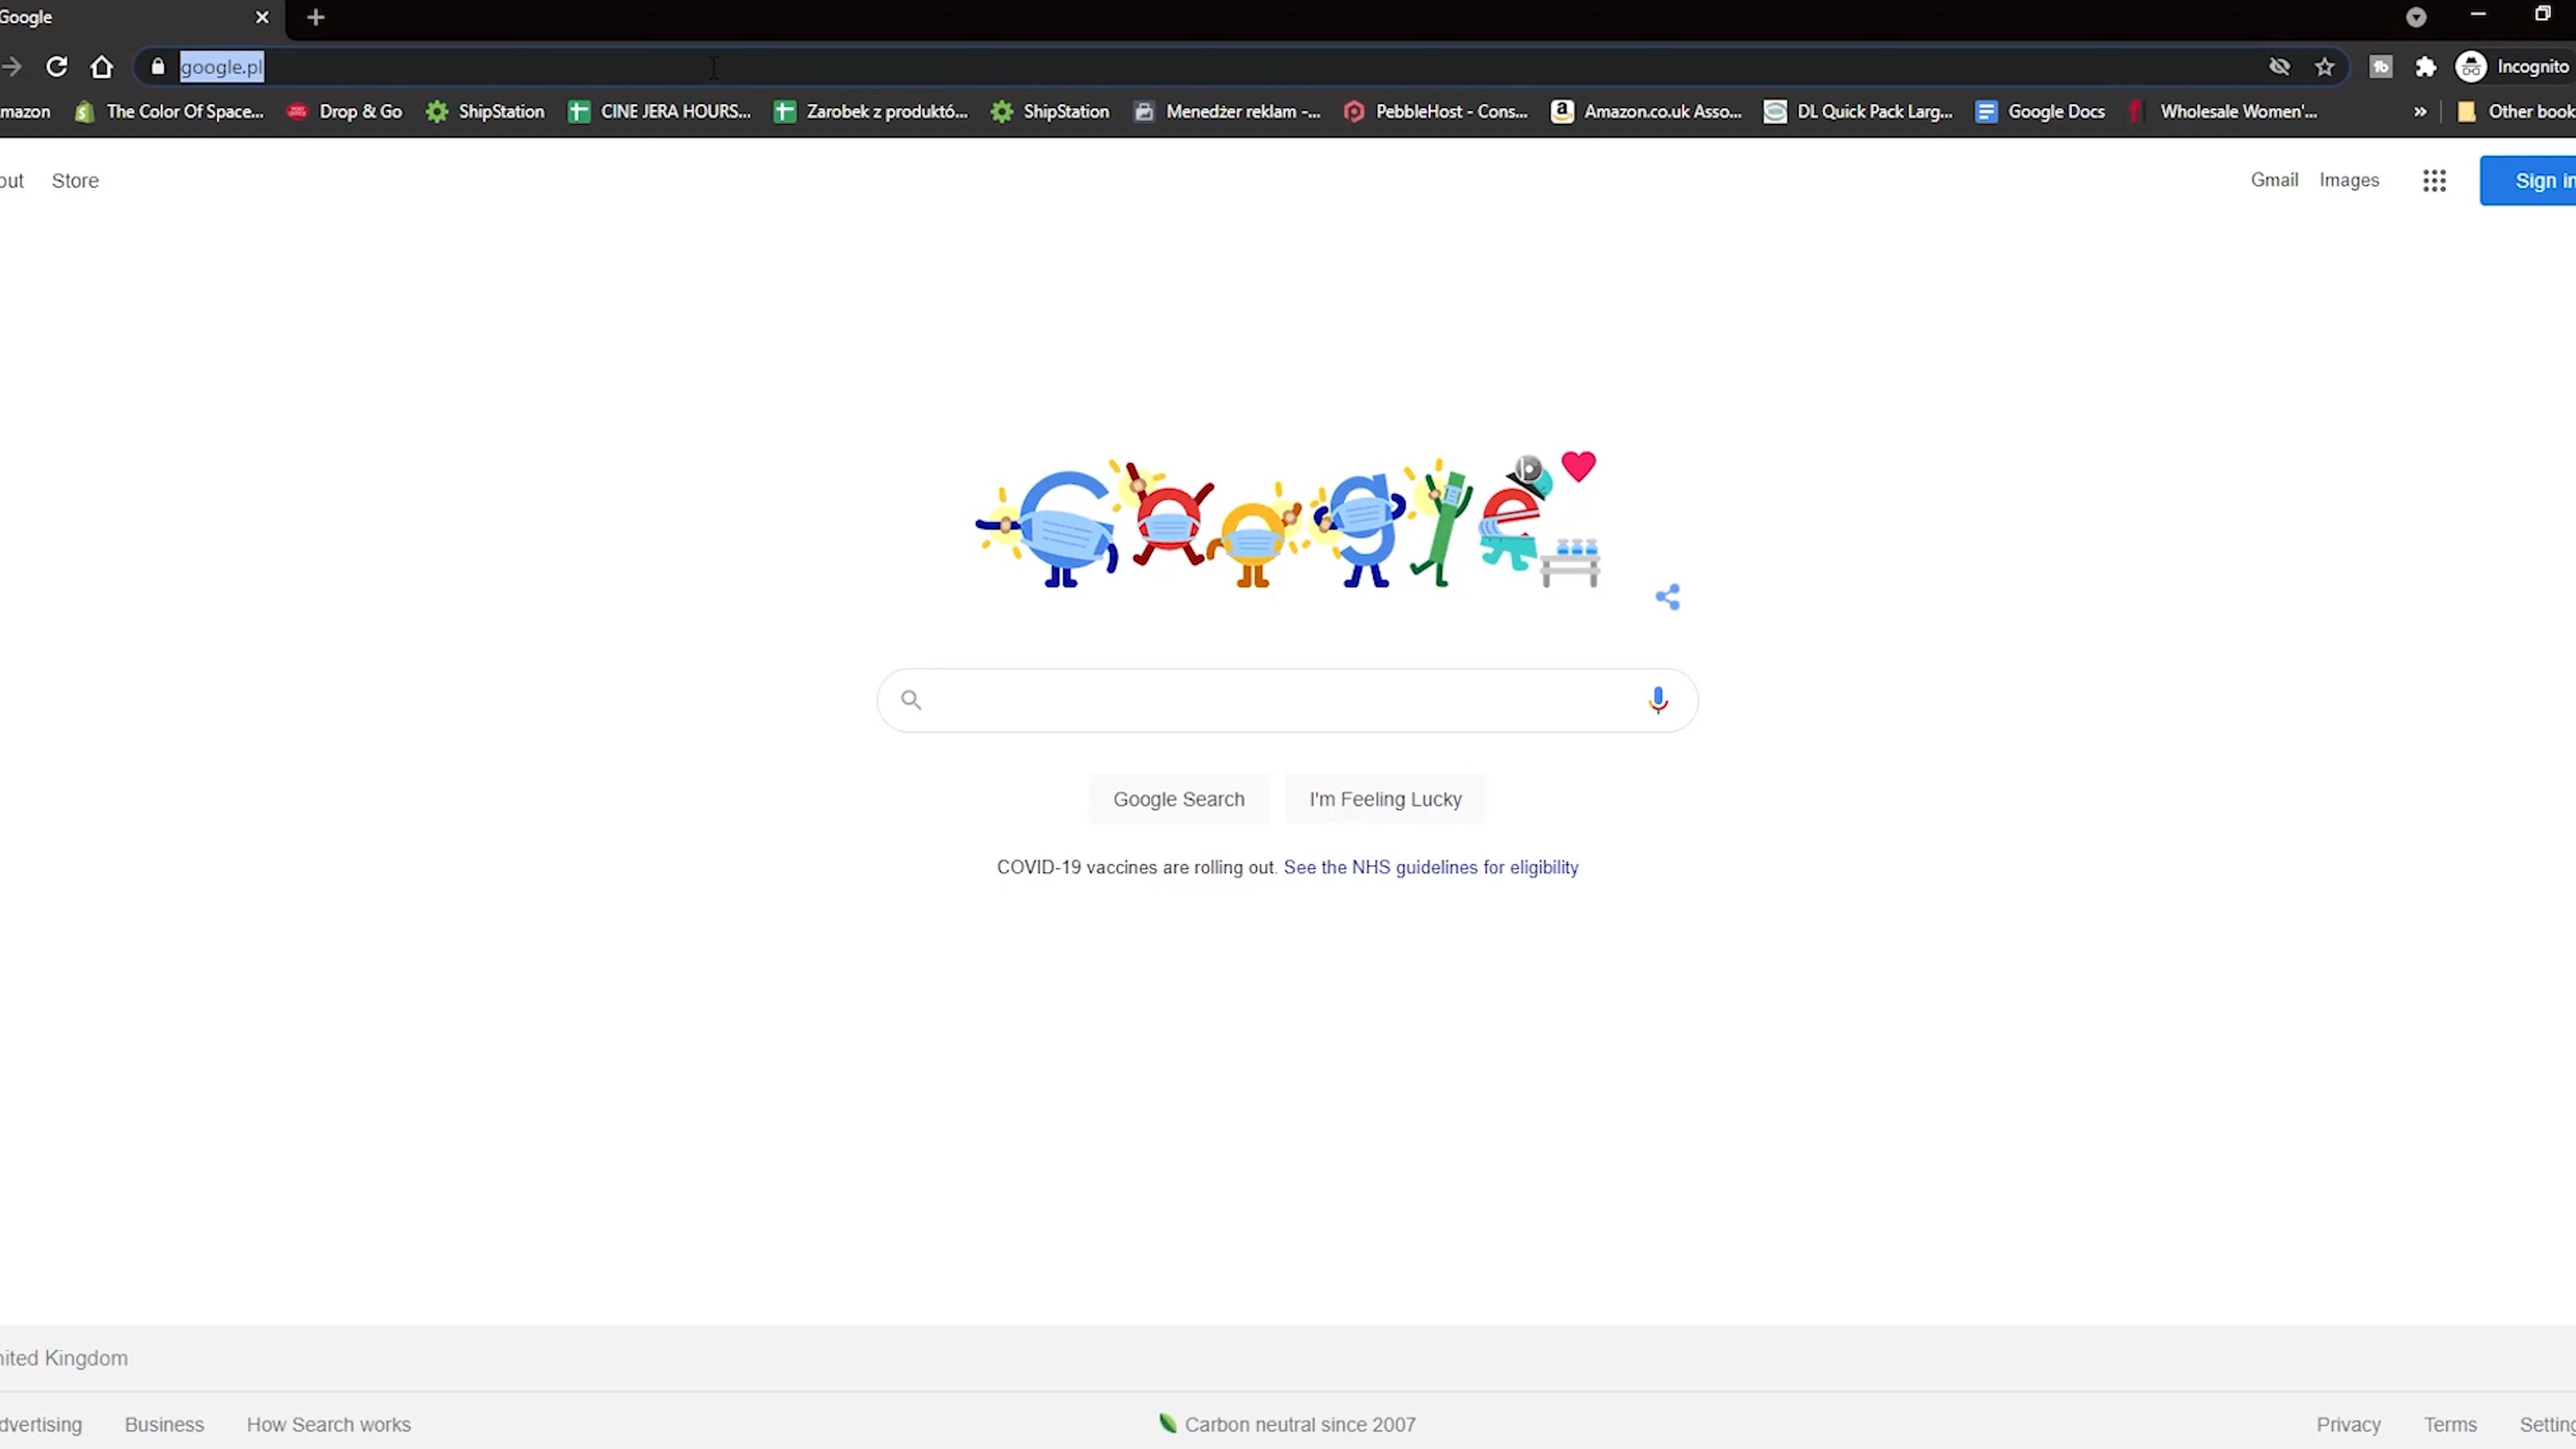 Google
google.pl
Incognito
mazon The Color Of Space... Drop & Go ShipStation CINE JERA HOURS... Zarobek z produktó... ShipStation Menedżer reklam -... PebbleHost - Cons... Amazon.co.uk Asso... DL Quick Pack Larg... Google Docs Wholesale Women'... » Other book
out Store Gmail Images Sign in
Google
Google Search I'm Feeling Lucky
COVID-19 vaccines are rolling out. See the NHS guidelines for eligibility
nited Kingdom
dvertising Business How Search works Carbon neutral since 2007 Privacy Terms Setting